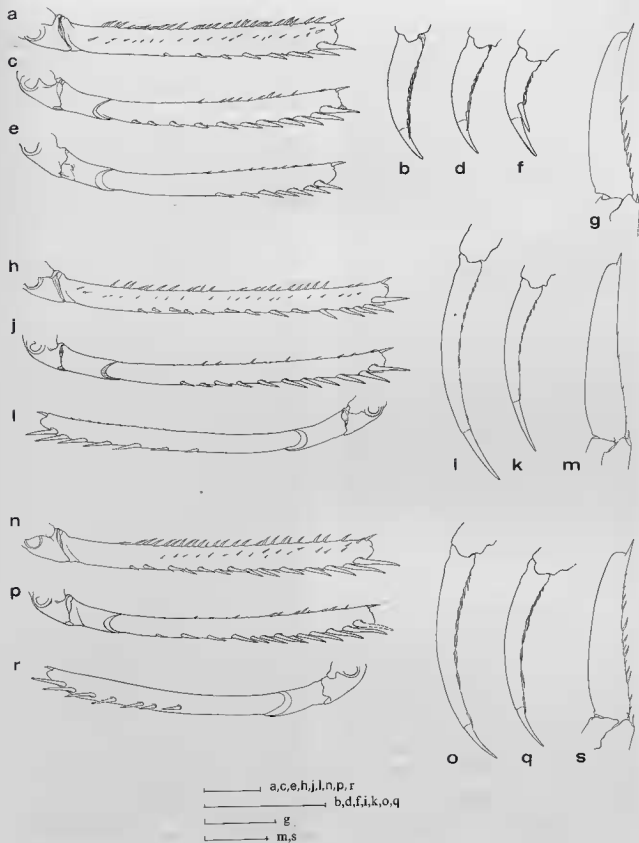 a
c
e
b
d
f
g
h
j
l
l
k
m
n
p
r
o
q
s
a,c,e,h,j,l,n,p,r
b,d,f,i,k,o,q
g
m,s